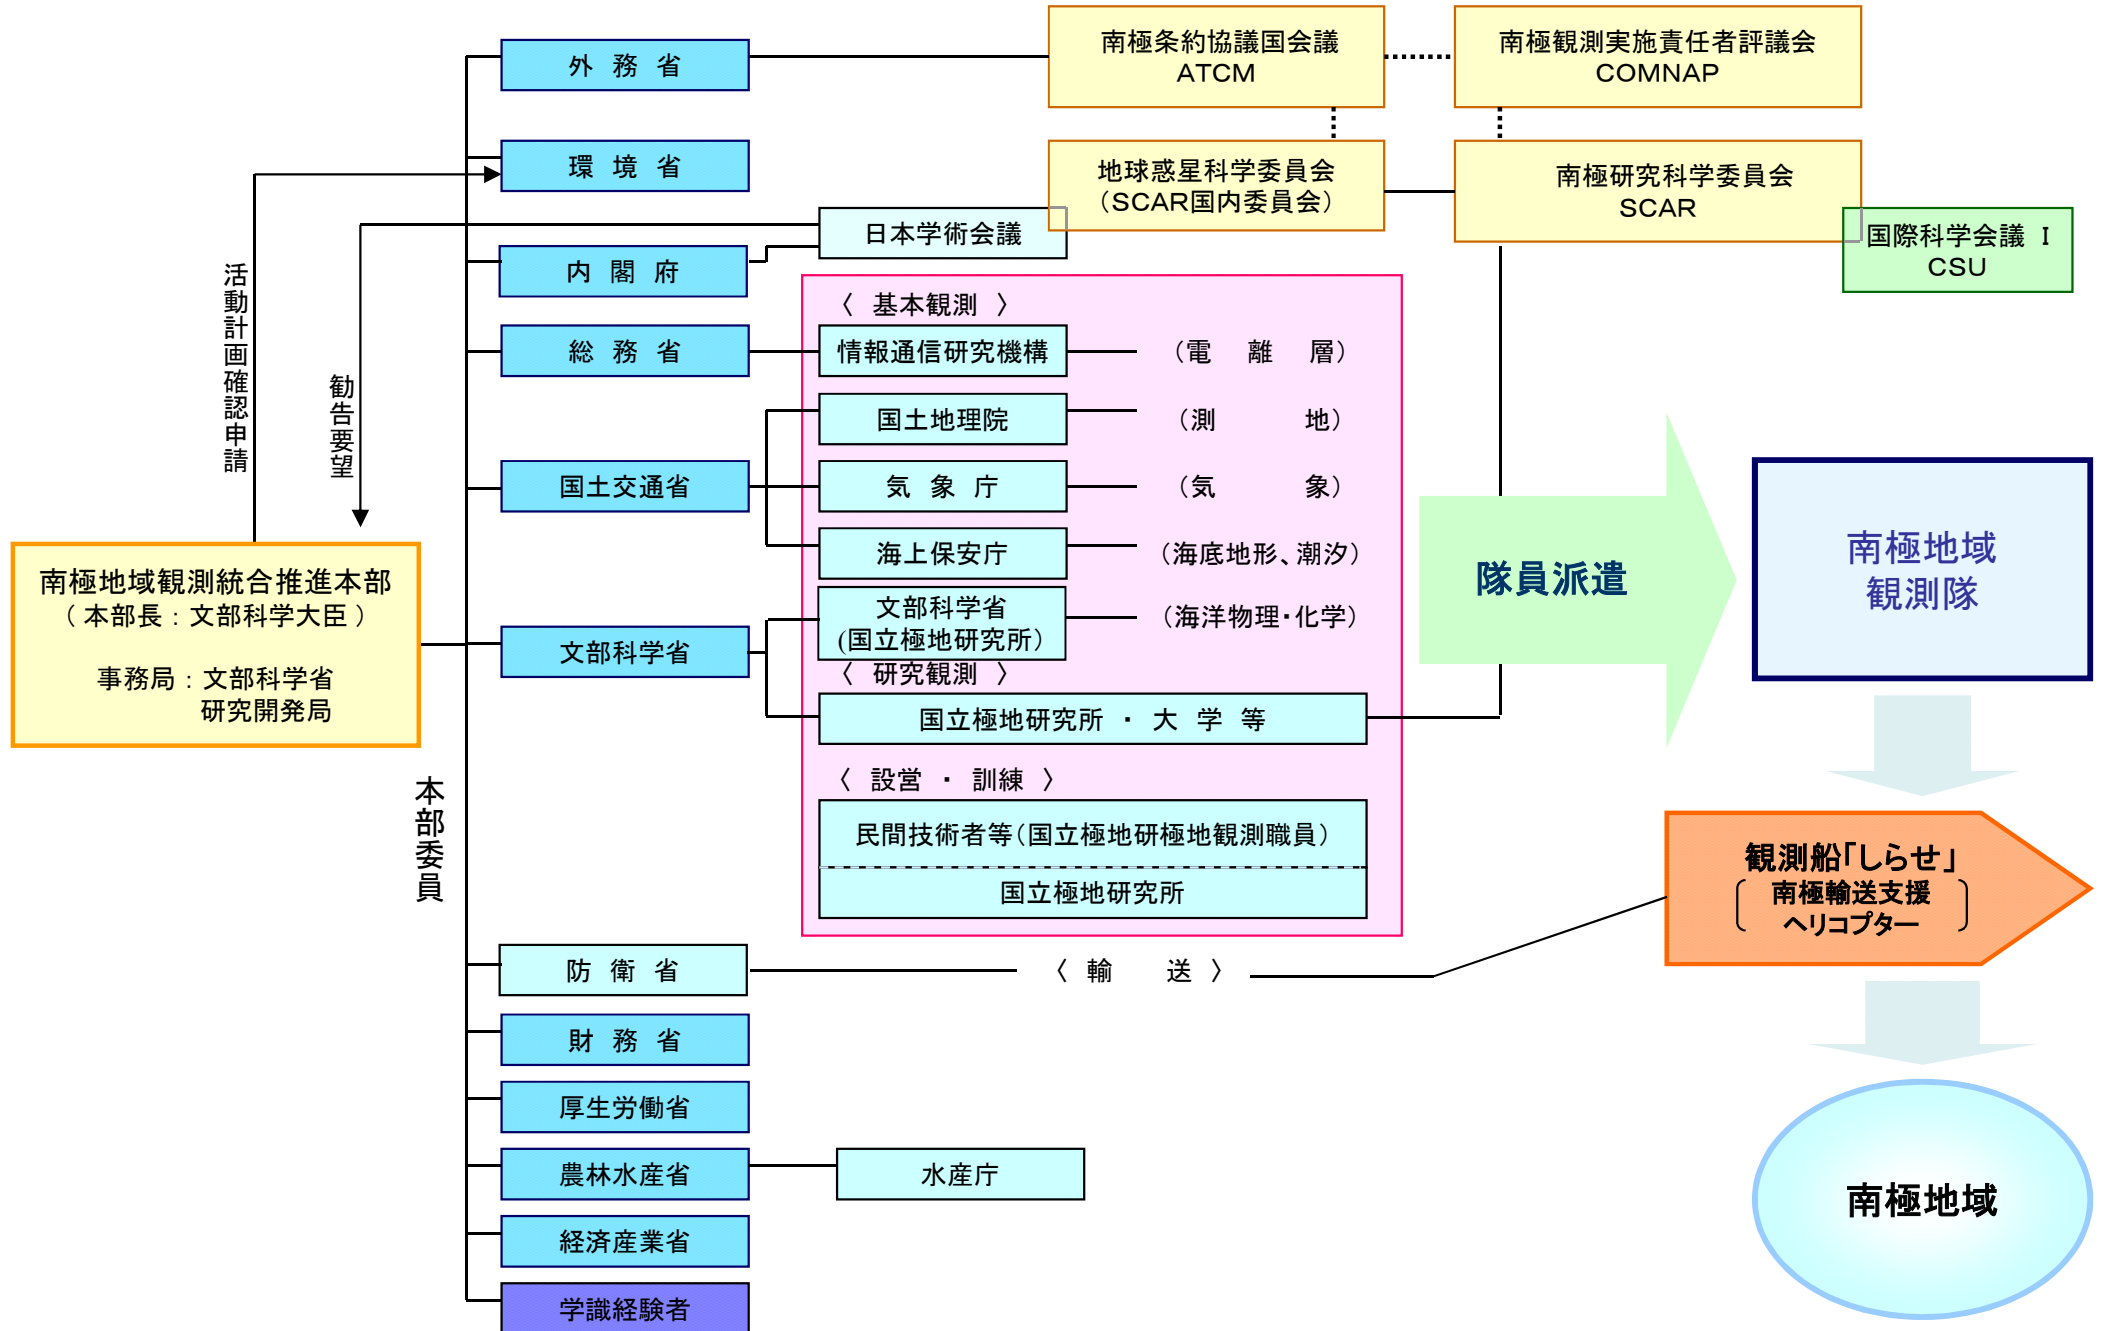 外務省
南極条約協議国会議
ATCM
南極観測実施責任者評議会
COMNAP
環境省
地球惑星科学委員会
（SCAR国内委員会）
南極研究科学委員会
SCAR
日本学術会議
国際科学会議 I
CSU
内閣府
活動計画確認申請
勧告要望
〈 基本観測 〉
総務省
情報通信研究機構
（電離層）
国土地理院
（測地）
国土交通省
気象庁
（気象）
海上保安庁
（海底地形、潮汐）
南極地域観測統合推進本部
（ 本部長 : 文部科学大臣 ）
事務局 : 文部科学省
研究開発局
文部科学省
文部科学省
(国立極地研究所）
（海洋物理・化学）
〈 研究観測 〉
国立極地研究所 ・ 大学等
隊員派遣
南極地域
観測隊
本部委員
〈 設営 ・ 訓練 〉
民間技術者等（国立極地研極地観測職員）
国立極地研究所
観測船「しらせ」
南極輸送支援
ヘリコプター
防衛省
〈 輸送 〉
財務省
厚生労働省
農林水産省
水産庁
南極地域
経済産業省
学識経験者